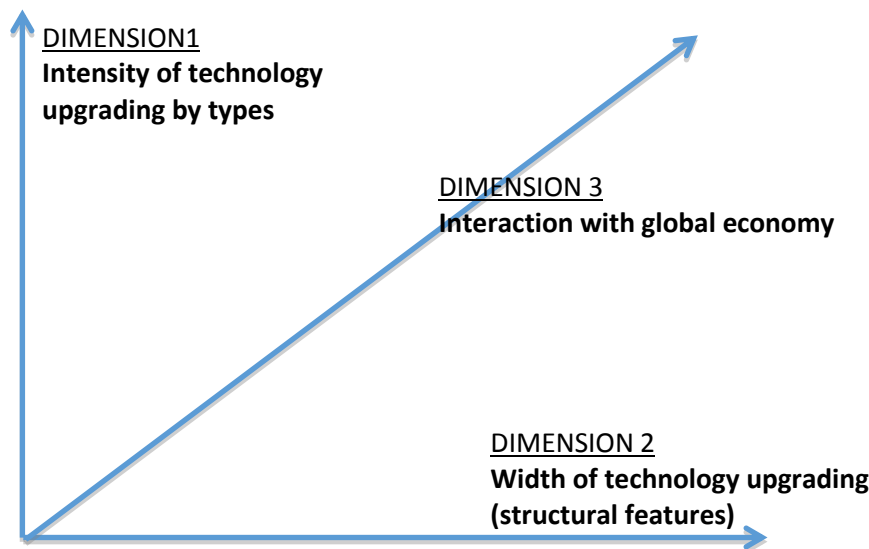 DIMENSION1
Intensity of technology
upgrading by types
DIMENSION 3
Interaction with global economy
DIMENSION 2
Width of technology upgrading
(structural features)